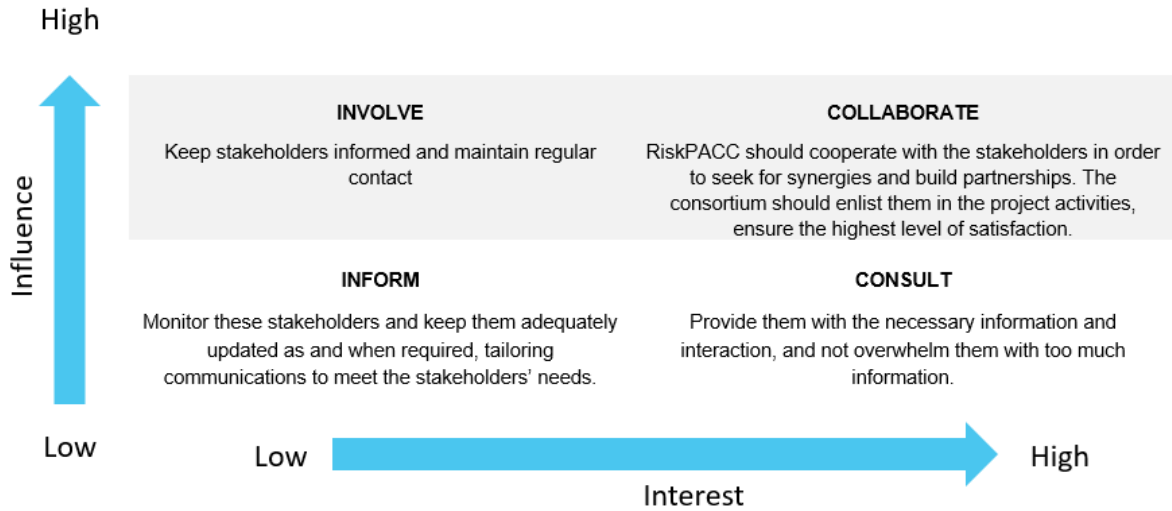 High
INVOLVE
Keep stakeholders informed and maintain regular
contact
COLLABORATE
RiskPACC should cooperate with the stakeholders in order
to seek for synergies and build partnerships. The
consortium should enlist them in the project activities,
ensure the highest level of satisfaction.
Influence
INFORM
Monitor these stakeholders and keep them adequately
updated as and when required, tailoring
communications to meet the stakeholders’ needs.
CONSULT
Provide them with the necessary information and
interaction, and not overwhelm them with too much
information.
Low
Low
High
Interest